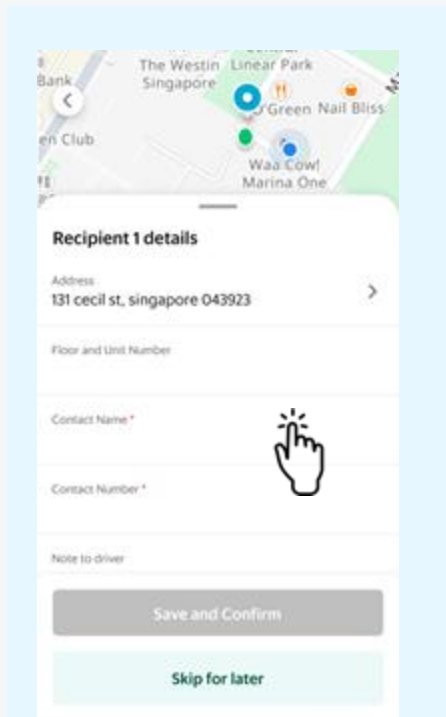 The Westin
Singapore
Linear Park
Bank
O'Green
Nail Bliss
en Club
Waa Cow!
Marina One
Recipient 1 details
Address
131 cecil st, singapore 043923
Floor and Unit Number
Contact Name *
Contact Number *
Note to driver
Save and Confirm
Skip for later